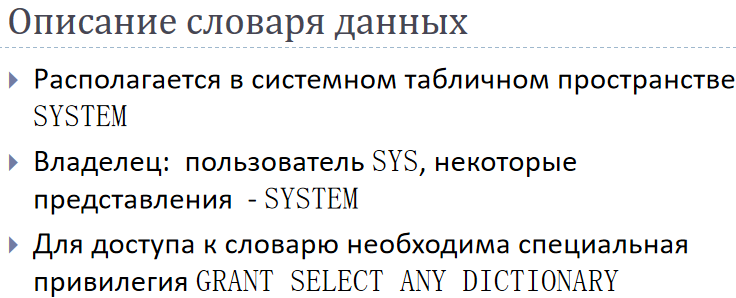 Описание словаря данных
Располагается в системном табличном пространстве
SYSTEM
Владелец: пользователь SYS, некоторые
представления - SYSTEM
Для доступа к словарю необходима специальная
привилегия GRANT SELECT ANY DICTIONARY